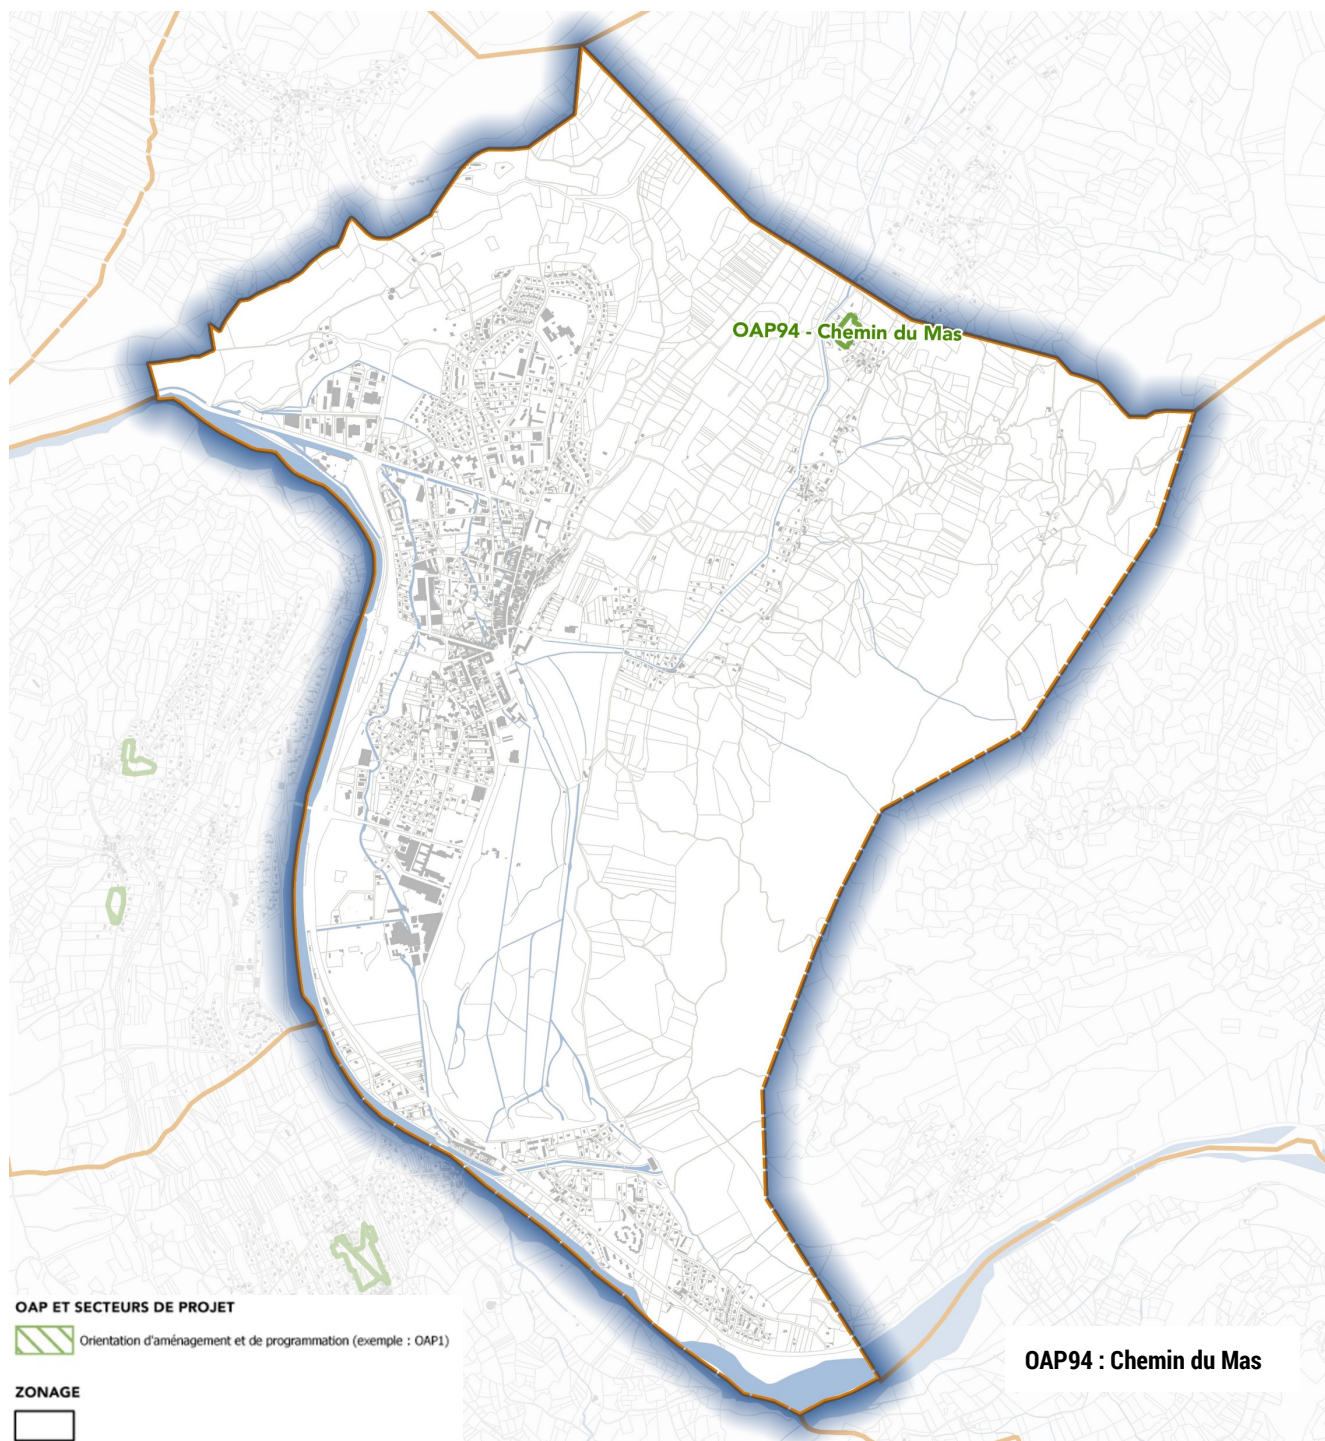 OAP94 - Chemin du Mas
OAP ET SECTEURS DE PROJET
Orientation d'aménagement et de programmation (exemple : OAP1)
ZONAGE
OAP94 : Chemin du Mas